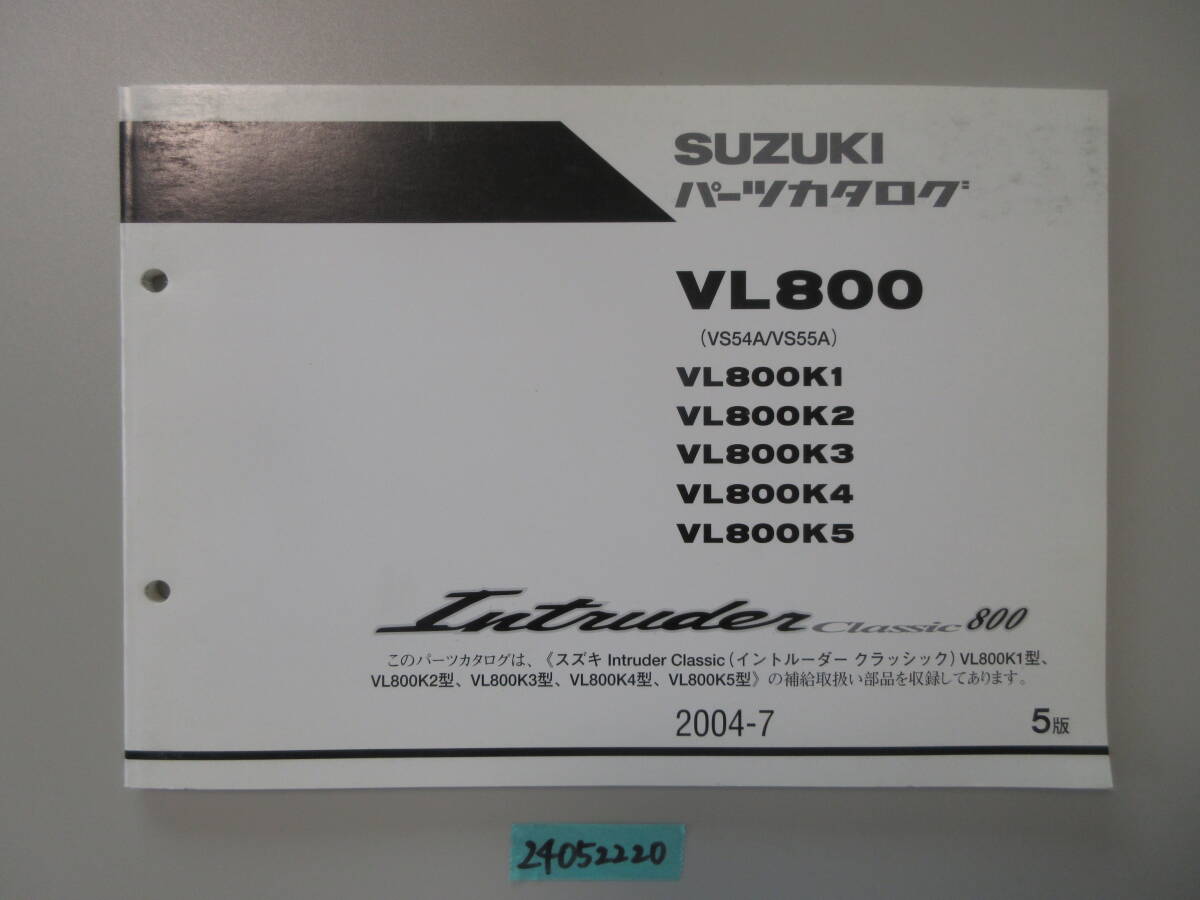 SUZUKI
パーツカタログ
VL800
(VS54A/VS55A)
VL800K1
VL800K2
VL800K3
VL800K4
VL800K5
Intruder Classic 800
このパーツカタログは、《スズキ Intruder Classic(イントルーダー クラッシック)VL800K1型、
VL800K2型、VL800K3型、VL800K4型、VL800K5型》の補給取扱い部品を収録してあります。
2004-7 5版
24052220